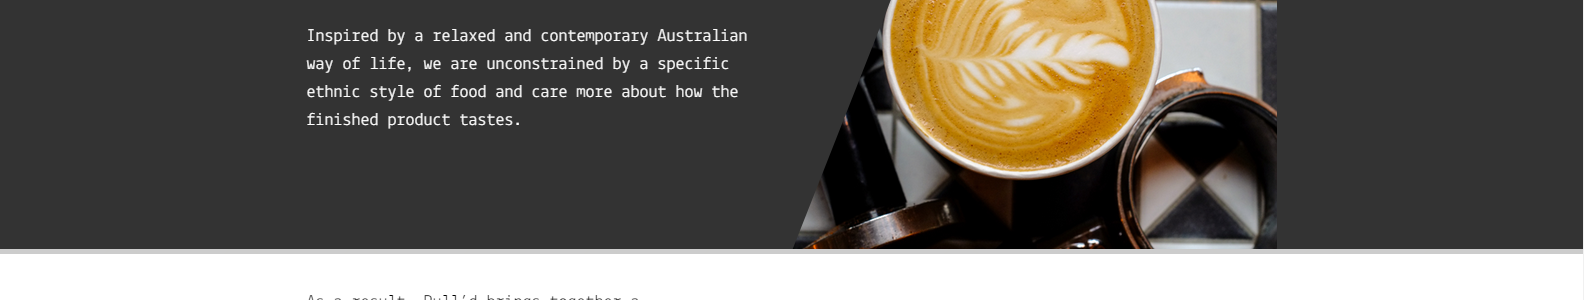 Inspired by a relaxed and contemporary Australian
way of life, we are unconstrained by a specific
ethnic style of food and care more about how the
finished product tastes.
As a result, Pull'd brings together a